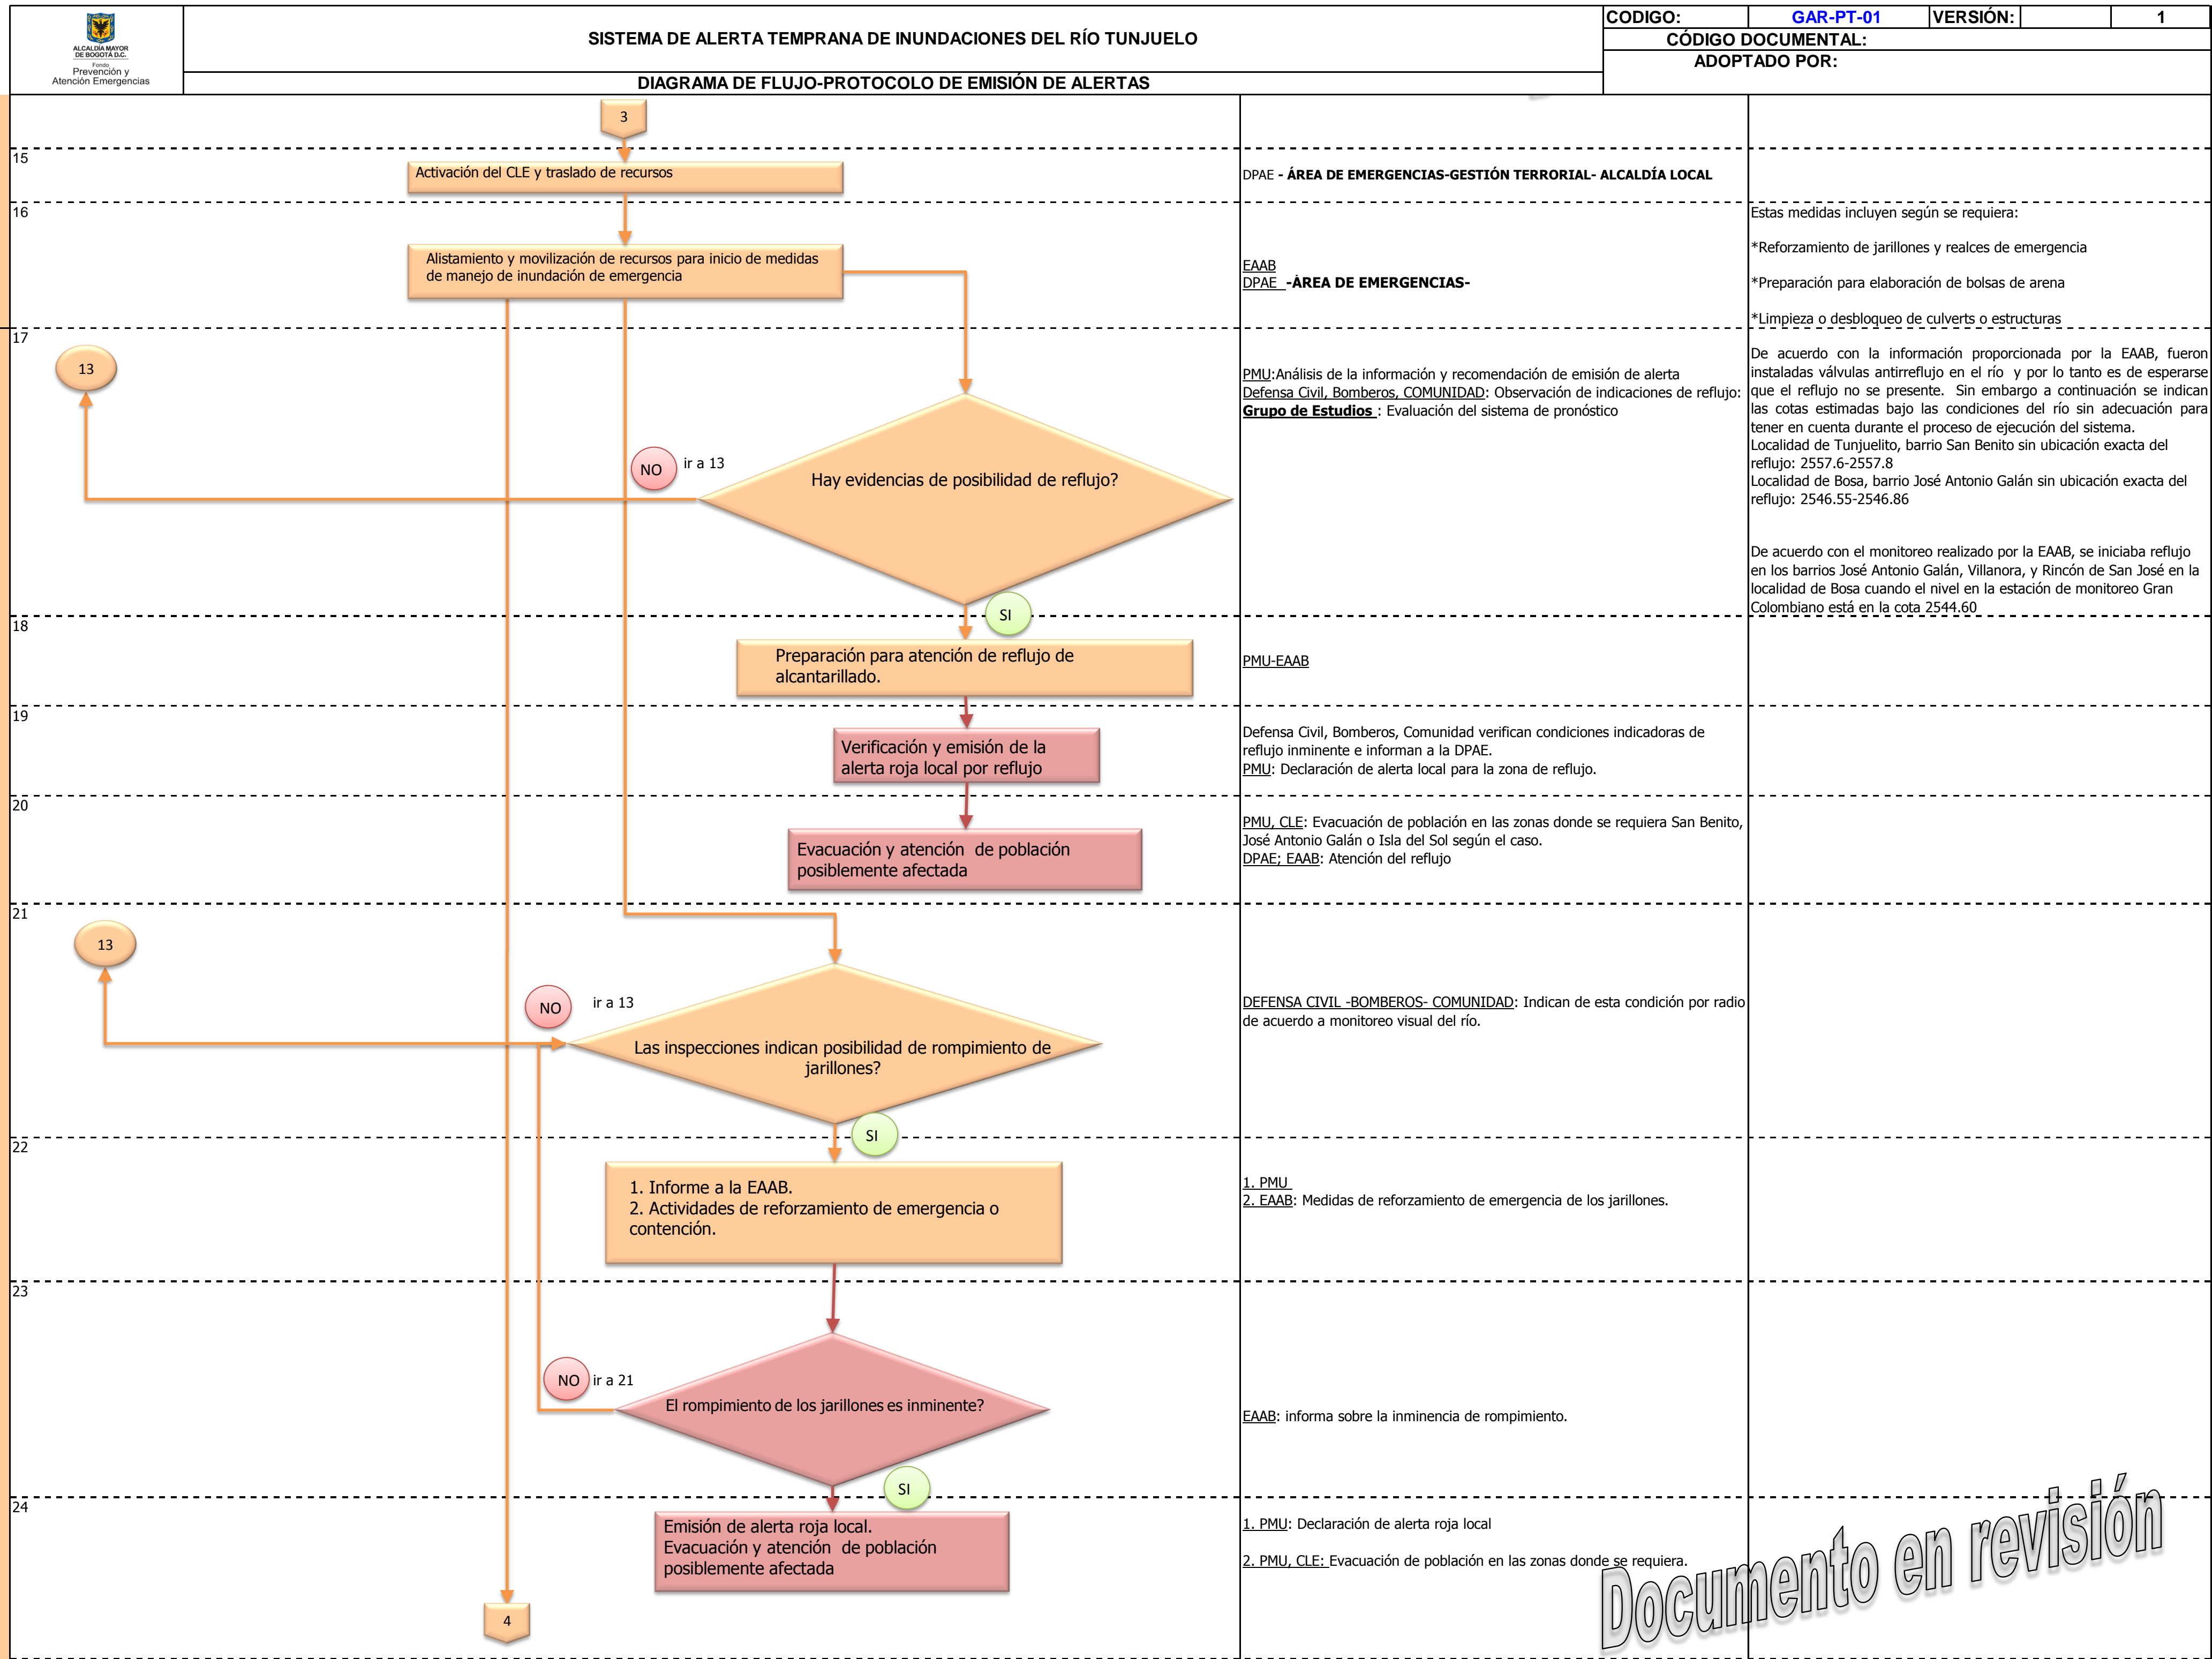 ALCALDÍA MAYOR
DE BOGOTÁ D.C.
Fondo
Prevención y
Atención Emergencias
SISTEMA DE ALERTA TEMPRANA DE INUNDACIONES DEL RÍO TUNJUELO
DIAGRAMA DE FLUJO-PROTOCOLO DE EMISIÓN DE ALERTAS
CODIGO: GAR-PT-01 VERSIÓN: 1
CÓDIGO DOCUMENTAL:
ADOPTADO POR:
3
15
Activación del CLE y traslado de recursos
DPAE - ÁREA DE EMERGENCIAS-GESTIÓN TERRORIAL- ALCALDÍA LOCAL
16
Alistamiento y movilización de recursos para inicio de medidas
de manejo de inundación de emergencia
EAAB
DPAE -ÁREA DE EMERGENCIAS-
Estas medidas incluyen según se requiera:
*Reforzamiento de jarillones y realces de emergencia
*Preparación para elaboración de bolsas de arena
*Limpieza o desbloqueo de culverts o estructuras
17
13
NO
ir a 13
Hay evidencias de posibilidad de reflujo?
SI
PMU:Análisis de la información y recomendación de emisión de alerta
Defensa Civil, Bomberos, COMUNIDAD: Observación de indicaciones de reflujo:
Grupo de Estudios : Evaluación del sistema de pronóstico
De acuerdo con la información proporcionada por la EAAB, fueron
instaladas válvulas antirreflujo en el río y por lo tanto es de esperarse
que el reflujo no se presente. Sin embargo a continuación se indican
las cotas estimadas bajo las condiciones del río sin adecuación para
tener en cuenta durante el proceso de ejecución del sistema.
Localidad de Tunjuelito, barrio San Benito sin ubicación exacta del
reflujo: 2557.6-2557.8
Localidad de Bosa, barrio José Antonio Galán sin ubicación exacta del
reflujo: 2546.55-2546.86
De acuerdo con el monitoreo realizado por la EAAB, se iniciaba reflujo
en los barrios José Antonio Galán, Villanora, y Rincón de San José en la
localidad de Bosa cuando el nivel en la estación de monitoreo Gran
Colombiano está en la cota 2544.60
18
Preparación para atención de reflujo de
alcantarillado.
PMU-EAAB
19
Verificación y emisión de la
alerta roja local por reflujo
Defensa Civil, Bomberos, Comunidad verifican condiciones indicadoras de
reflujo inminente e informan a la DPAE.
PMU: Declaración de alerta local para la zona de reflujo.
20
Evacuación y atención de población
posiblemente afectada
PMU, CLE: Evacuación de población en las zonas donde se requiera San Benito,
José Antonio Galán o Isla del Sol según el caso.
DPAE; EAAB: Atención del reflujo
21
13
NO
ir a 13
Las inspecciones indican posibilidad de rompimiento de
jarillones?
SI
DEFENSA CIVIL -BOMBEROS- COMUNIDAD: Indican de esta condición por radio
de acuerdo a monitoreo visual del río.
22
1. Informe a la EAAB.
2. Actividades de reforzamiento de emergencia o
contención.
1. PMU
2. EAAB: Medidas de reforzamiento de emergencia de los jarillones.
23
NO
ir a 21
El rompimiento de los jarillones es inminente?
SI
EAAB: informa sobre la inminencia de rompimiento.
24
Emisión de alerta roja local.
Evacuación y atención de población
posiblemente afectada
1. PMU: Declaración de alerta roja local
2. PMU, CLE: Evacuación de población en las zonas donde se requiera.
4
Documento en revisión